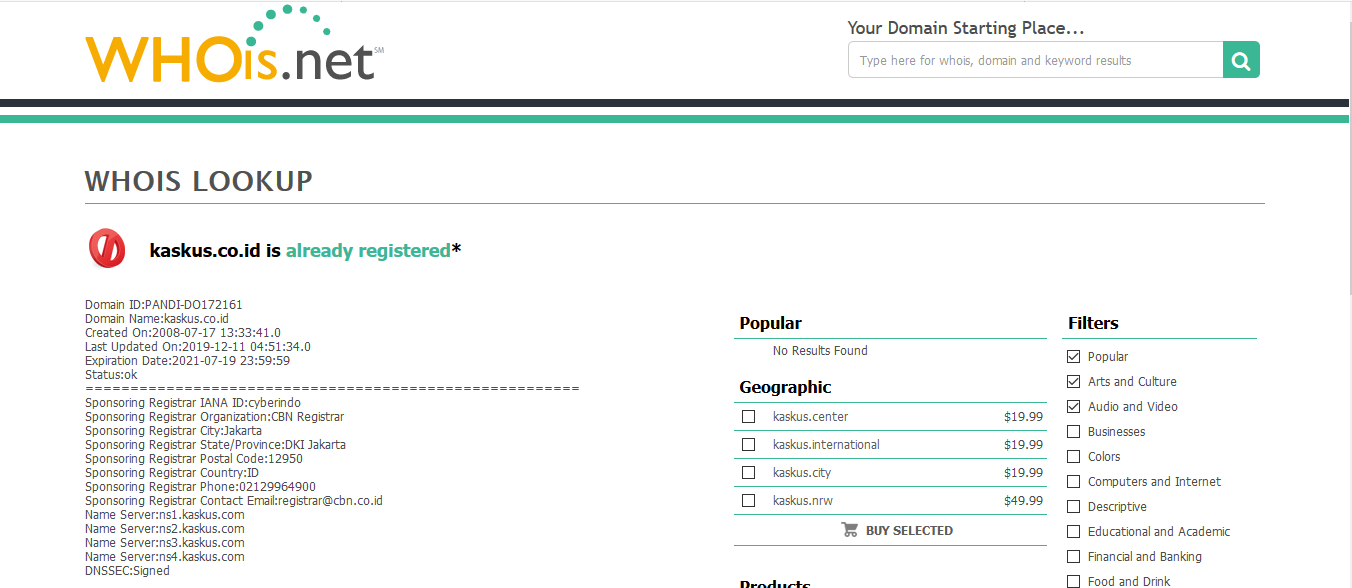 WHOis.net SM
Your Domain Starting Place...
Type here for whois, domain and keyword results
WHOIS LOOKUP
kaskus.co.id is already registered*
Domain ID:PANDI-DO172161
Domain Name:kaskus.co.id
Created On:2008-07-17 13:33:41.0
Last Updated On:2019-12-11 04:51:34.0
Expiration Date:2021-07-19 23:59:59
Status:ok
=======================================================
Sponsoring Registrar IANA ID:cyberindo
Sponsoring Registrar Organization:CBN Registrar
Sponsoring Registrar City:Jakarta
Sponsoring Registrar State/Province:DKI Jakarta
Sponsoring Registrar Postal Code:12950
Sponsoring Registrar Country:ID
Sponsoring Registrar Phone:02129964900
Sponsoring Registrar Contact Email:registrar@cbn.co.id
Name Server:ns1.kaskus.com
Name Server:ns2.kaskus.com
Name Server:ns3.kaskus.com
Name Server:ns4.kaskus.com
DNSSEC:Signed
Popular
No Results Found
Geographic
kaskus.center $19.99
kaskus.international $19.99
kaskus.city $19.99
kaskus.nrw $49.99
BUY SELECTED
Products
Filters
Popular
Arts and Culture
Audio and Video
Businesses
Colors
Computers and Internet
Descriptive
Educational and Academic
Financial and Banking
Food and Drink